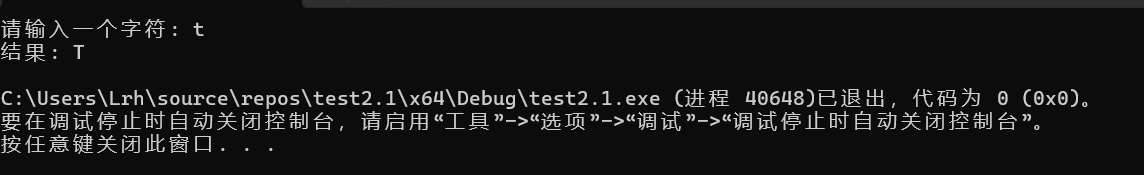 请输入一个字符：t
结果：T
C:\Users\Lrh\source\repos\test2.1\x64\Debug\test2.1.exe (进程 40648)已退出，代码为 0 (0x0)。
要在调试停止时自动关闭控制台，请启用“工具”->“选项”->“调试”->“调试停止时自动关闭控制台”。
按任意键关闭此窗口. . .